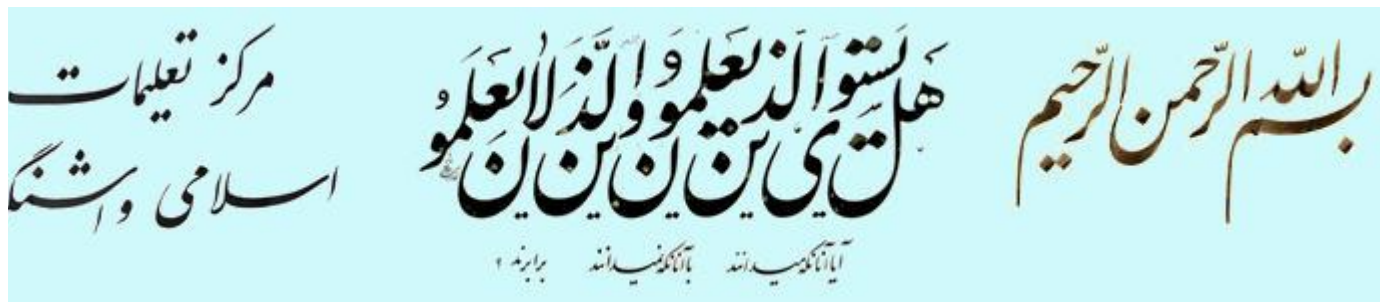 بسم الله الرحمن الرحیم
هل یستوی الذین یعلمون والذین لا یعلمون
آیا آنانکه میدانند با آنانکه نمیدانند برابرند ؟
مرکز تعلیمات
اسلامی واشنگ